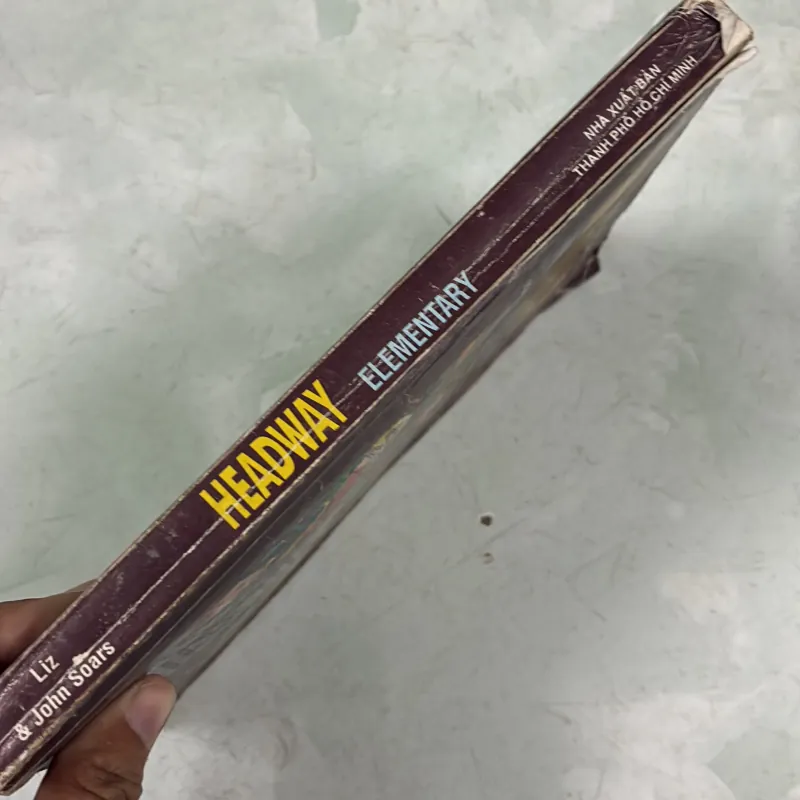 Liz
& John Soars
HEADWAY
ELEMENTARY
NHÀ XUẤT BẢN
THÀNH PHỐ HỒ CHÍ MINH